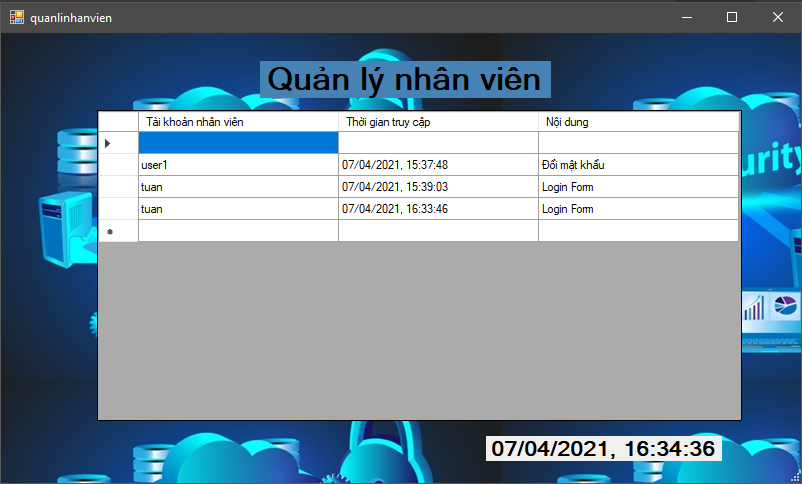 quanlinhanvien
Quản lý nhân viên
Tài khoản nhân viên Thời gian truy cập Nội dung
user1 07/04/2021, 15:37:48 Đổi mật khẩu
tuan 07/04/2021, 15:39:03 Login Form
tuan 07/04/2021, 16:33:46 Login Form
urity
07/04/2021, 16:34:36